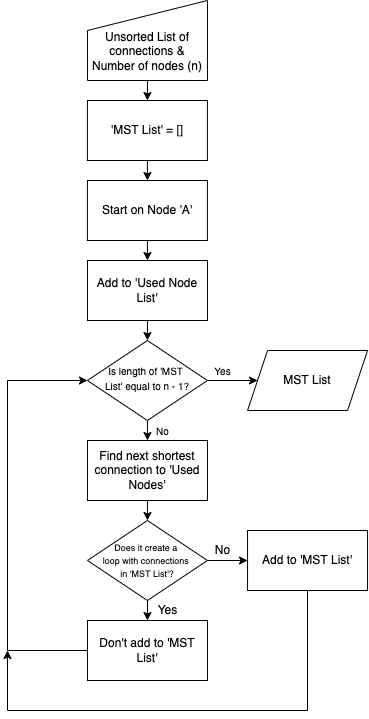 Unsorted List of
connections &
Number of nodes (n)
'MST List' = []
Start on Node 'A'
Add to 'Used Node
List'
Is length of 'MST
List' equal to n - 1?
Yes
MST List
No
Find next shortest
connection to 'Used
Nodes'
Does it create a
loop with connections
in 'MST List'?
No
Add to 'MST List'
Yes
Don't add to 'MST
List'